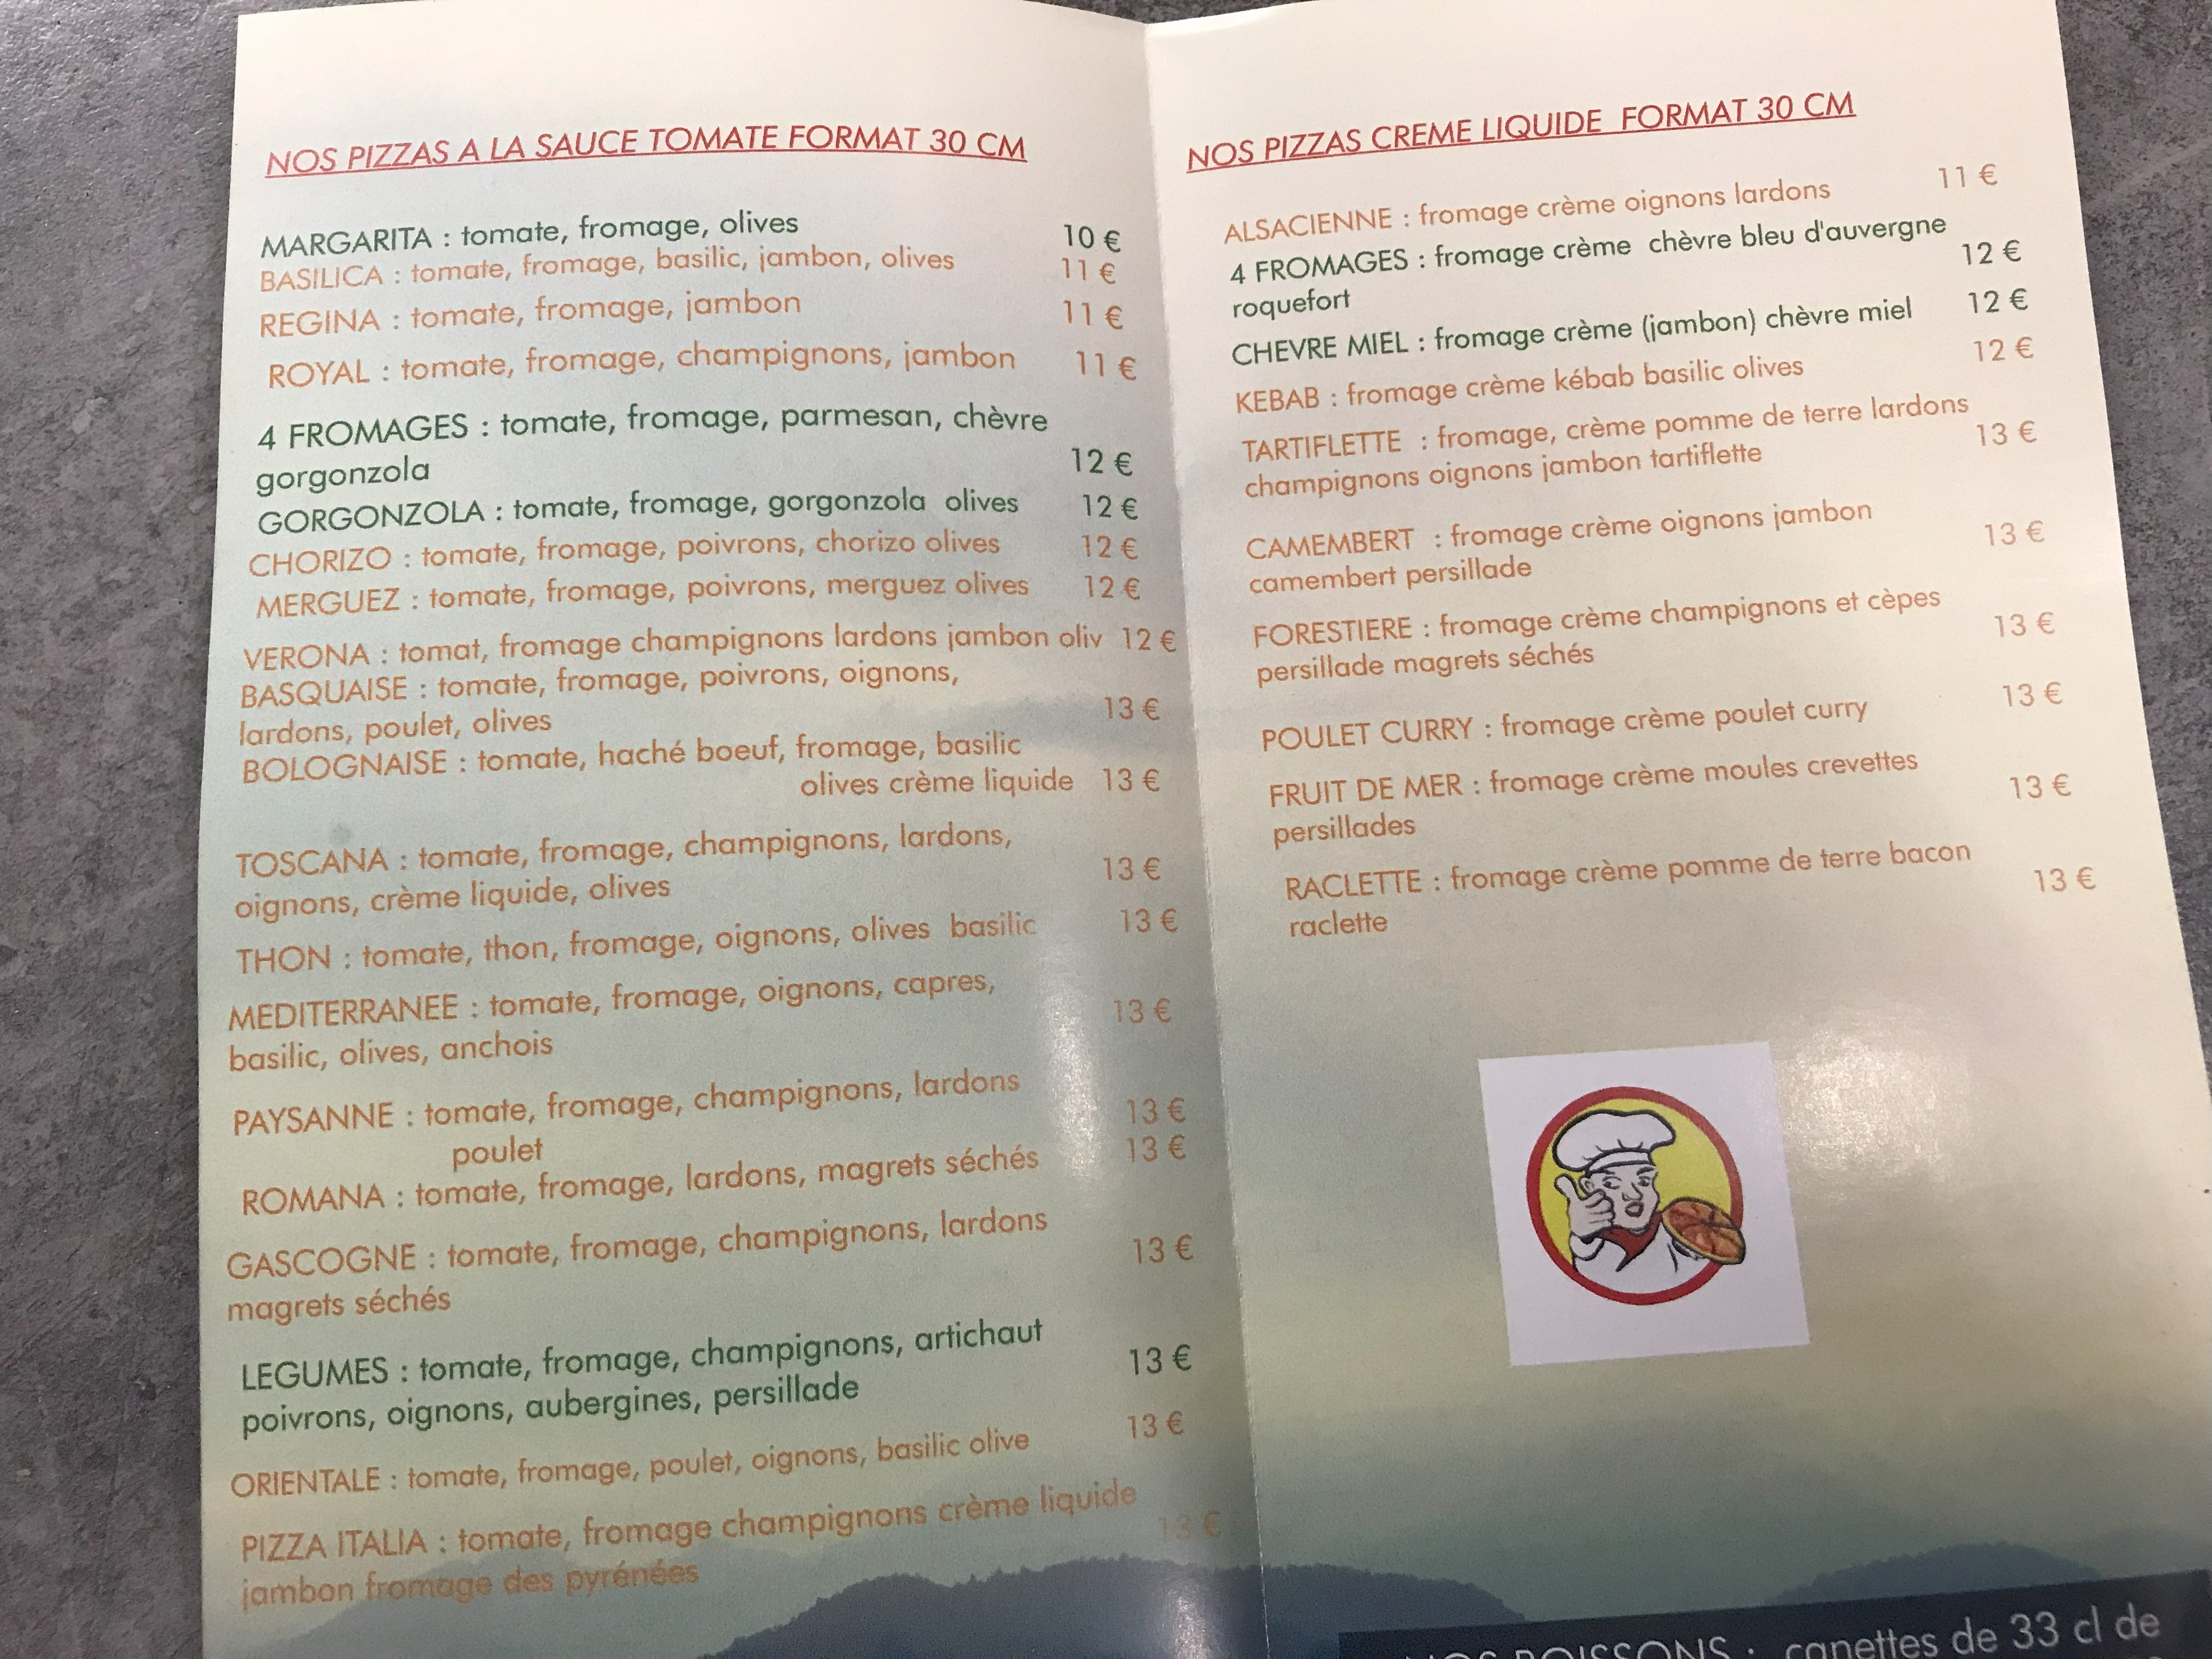 NOS PIZZAS A LA SAUCE TOMATE FORMAT 30 CM
MARGARITA : tomate, fromage, olives 10 €
BASILICA : tomate, fromage, basilic, jambon, olives 11 €
REGINA : tomate, fromage, jambon 11 €
ROYAL : tomate, fromage, champignons, jambon 11 €
4 FROMAGES : tomate, fromage, parmesan, chèvre
gorgonzola 12 €
GORGONZOLA : tomate, fromage, gorgonzola olives 12 €
CHORIZO : tomate, fromage, poivrons, chorizo olives 12 €
MERGUEZ : tomate, fromage, poivrons, merguez olives 12 €
VERONA : tomat, fromage champignons lardons jambon oliv 12 €
BASQUAISE : tomate, fromage, poivrons, oignons,
lardons, poulet, olives 13 €
BOLOGNAISE : tomate, haché boeuf, fromage, basilic
olives crème liquide 13 €
TOSCANA : tomate, fromage, champignons, lardons,
oignons, crème liquide, olives 13 €
THON : tomate, thon, fromage, oignons, olives basilic 13 €
MEDITERRANEE : tomate, fromage, oignons, capres,
basilic, olives, anchois 13 €
PAYSANNE : tomate, fromage, champignons, lardons 13 €
poulet
ROMANA : tomate, fromage, lardons, magrets séchés 13 €
GASCOGNE : tomate, fromage, champignons, lardons
magrets séchés 13 €
LEGUMES : tomate, fromage, champignons, artichaut
poivrons, oignons, aubergines, persillade 13 €
ORIENTALE : tomate, fromage, poulet, oignons, basilic olive 13 €
PIZZA ITALIA : tomate, fromage champignons crème liquide
jambon fromage des pyrénées 13 €
NOS PIZZAS CREME LIQUIDE FORMAT 30 CM
ALSACIENNE : fromage crème oignons lardons 11 €
4 FROMAGES : fromage crème chèvre bleu d'auvergne
roquefort 12 €
CHEVRE MIEL : fromage crème (jambon) chèvre miel 12 €
KEBAB : fromage crème kébab basilic olives 12 €
TARTIFLETTE : fromage, crème pomme de terre lardons
champignons oignons jambon tartiflette 13 €
CAMEMBERT : fromage crème oignons jambon
camembert persillade 13 €
FORESTIERE : fromage crème champignons et cèpes
persillade magrets séchés 13 €
POULET CURRY : fromage crème poulet curry 13 €
FRUIT DE MER : fromage crème moules crevettes
persillades 13 €
RACLETTE : fromage crème pomme de terre bacon
raclette 13 €
NOS BOISSONS : canettes de 33 cl de